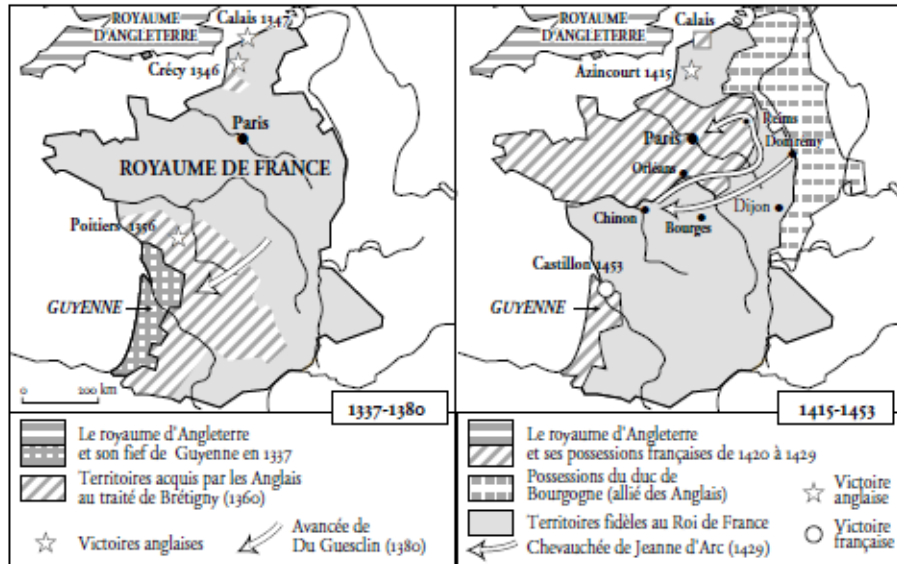 ROYAUME
D'ANGLETERRE
Calais 1347
Crécy 1346
Paris
ROYAUME DE FRANCE
Poitiers 1356
GUYENNE
0 200 km
1337-1380
Le royaume d'Angleterre
et son fief de Guyenne en 1337
Territoires acquis par les Anglais
au traité de Brétigny (1360)
Victoires anglaises
Avancée de
Du Guesclin (1380)
ROYAUME
D'ANGLETERRE
Calais
Azincourt 1415
Reims
Paris
Domremy
Orléans
Chinon
Bourges
Dijon
Castillon 1453
GUYENNE
1415-1453
Le royaume d'Angleterre
et ses possessions françaises de 1420 à 1429
Possessions du duc de
Bourgogne (allié des Anglais)
Territoires fidèles au Roi de France
Chevauchée de Jeanne d'Arc (1429)
Victoire
anglaise
Victoire
française